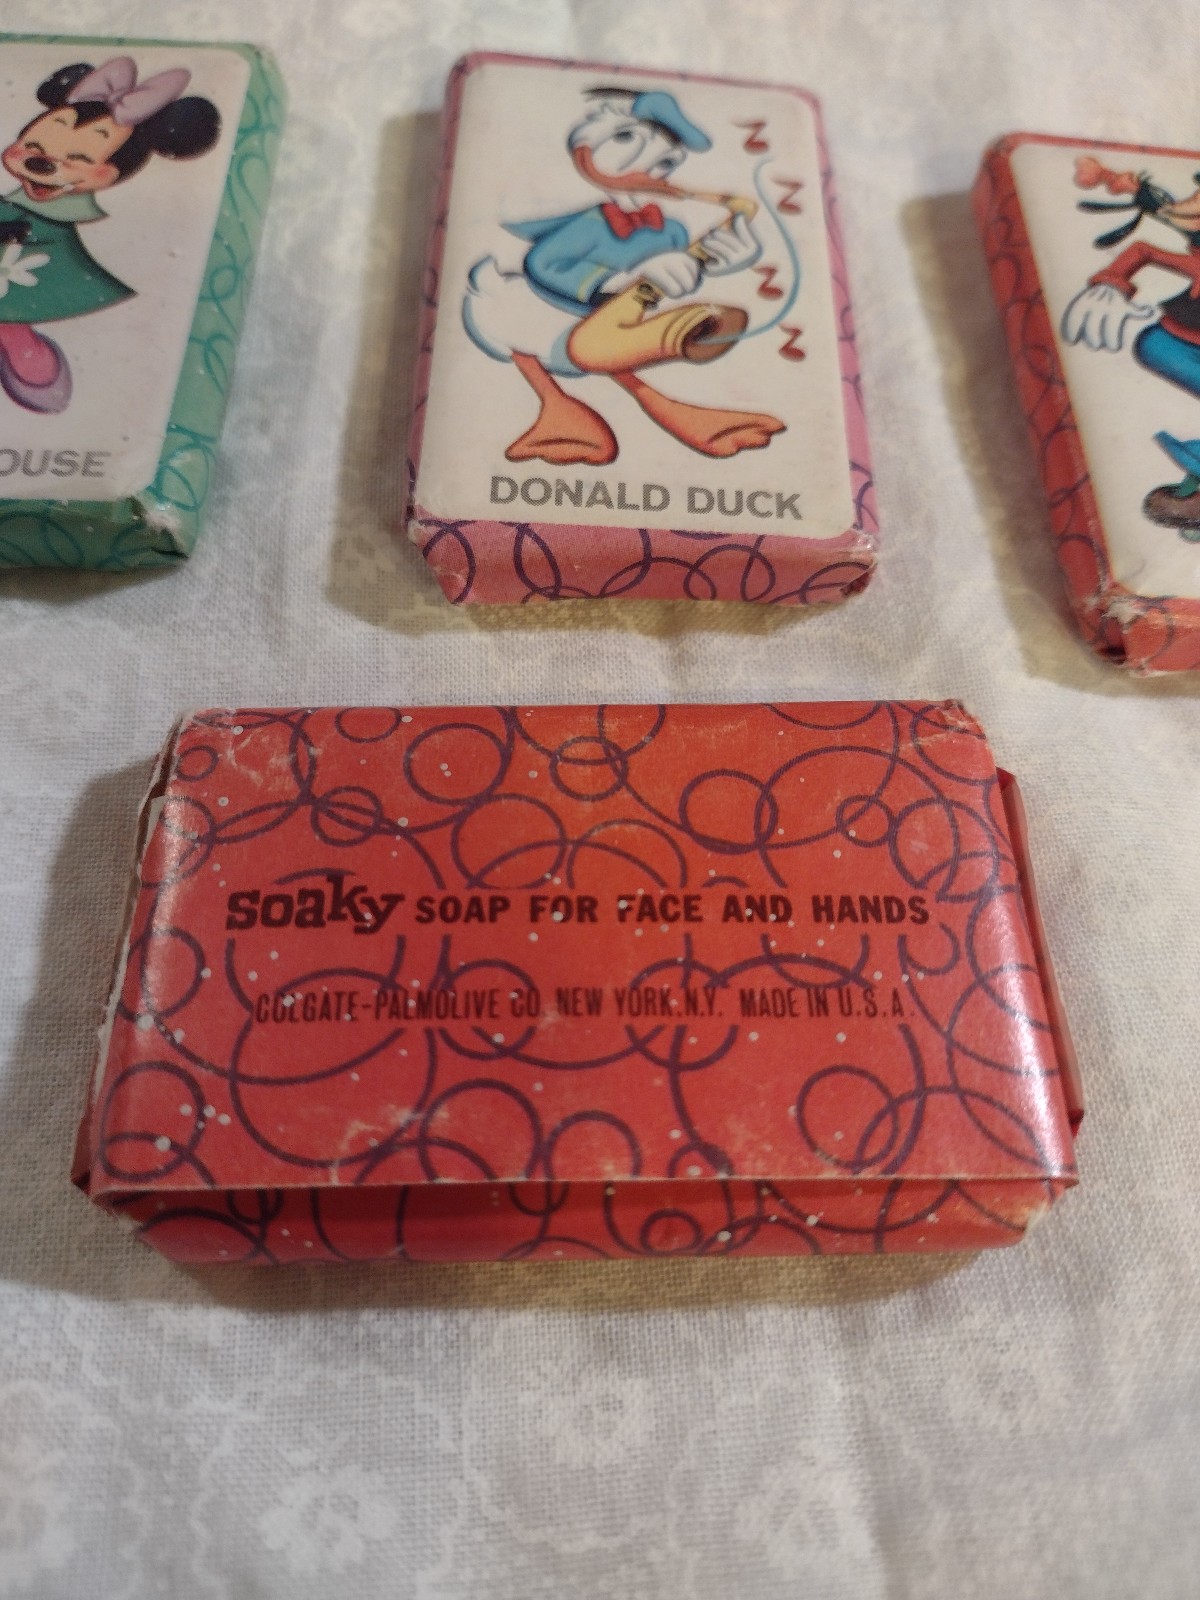 OUSE
DONALD DUCK
soaky SOAP FOR FACE AND HANDS
COLGATE-PALMOLIVE CO. NEW YORK.N.Y. MADE IN U.S.A.